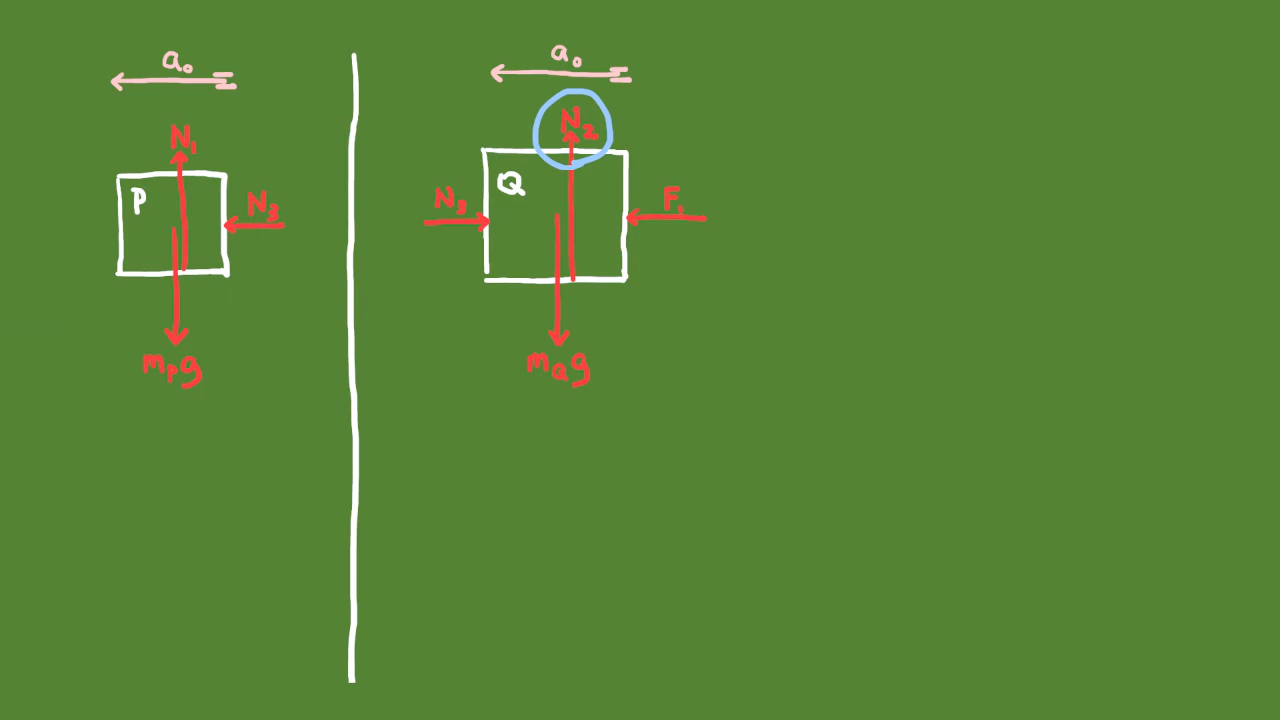 a₀
N₁
P
N₃
mₚg
a₀
N₂
Q
N₃
F₁
m_Q g